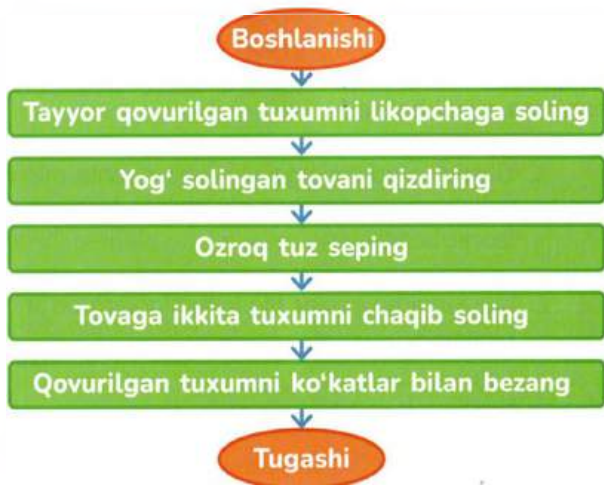 Boshlanishi
Tayyor qovurilgan tuxumni likopchaga soling
Yog‘ solingan tovani qizdiring
Ozroq tuz seping
Tovaga ikkita tuxumni chaqib soling
Qovurilgan tuxumni ko‘katlar bilan bezang
Tugashi